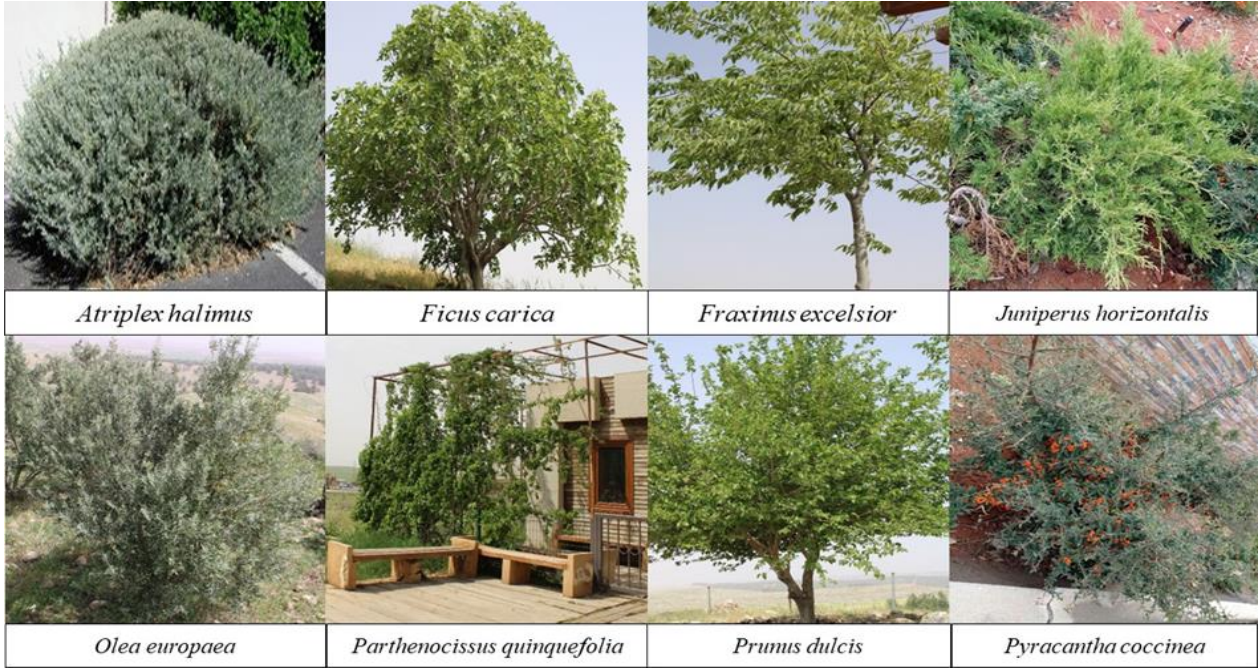 Atriplex halimus
Ficus carica
Fraxinus excelsior
Juniperus horizontalis
Olea europaea
Parthenocissus quinquefolia
Prunus dulcis
Pyracantha coccinea